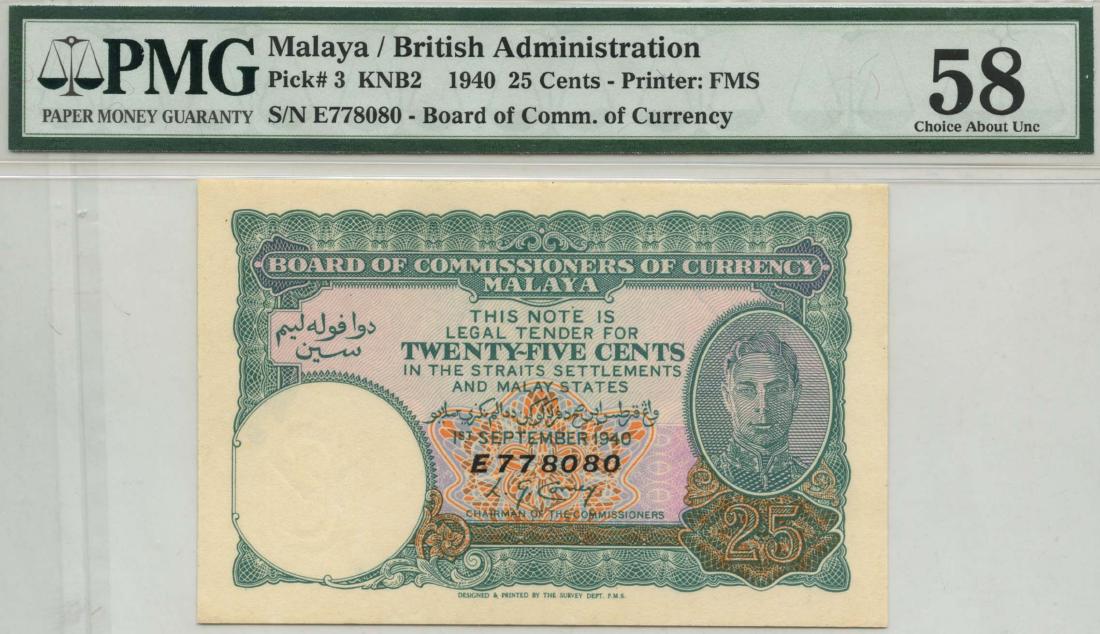 PMG
PAPER MONEY GUARANTY
Malaya / British Administration
Pick# 3 KNB2 1940 25 Cents - Printer: FMS
S/N E778080 - Board of Comm. of Currency
58
Choice About Unc
BOARD OF COMMISSIONERS OF CURRENCY
MALAYA
THIS NOTE IS
LEGAL TENDER FOR
TWENTY-FIVE CENTS
IN THE STRAITS SETTLEMENTS
AND MALAY STATES
دوا ڤوله ليم
سين
1ST SEPTEMBER 1940
E778080
CHAIRMAN OF THE COMMISSIONERS
25
DESIGNED & PRINTED BY THE SURVEY DEPT. F.M.S.